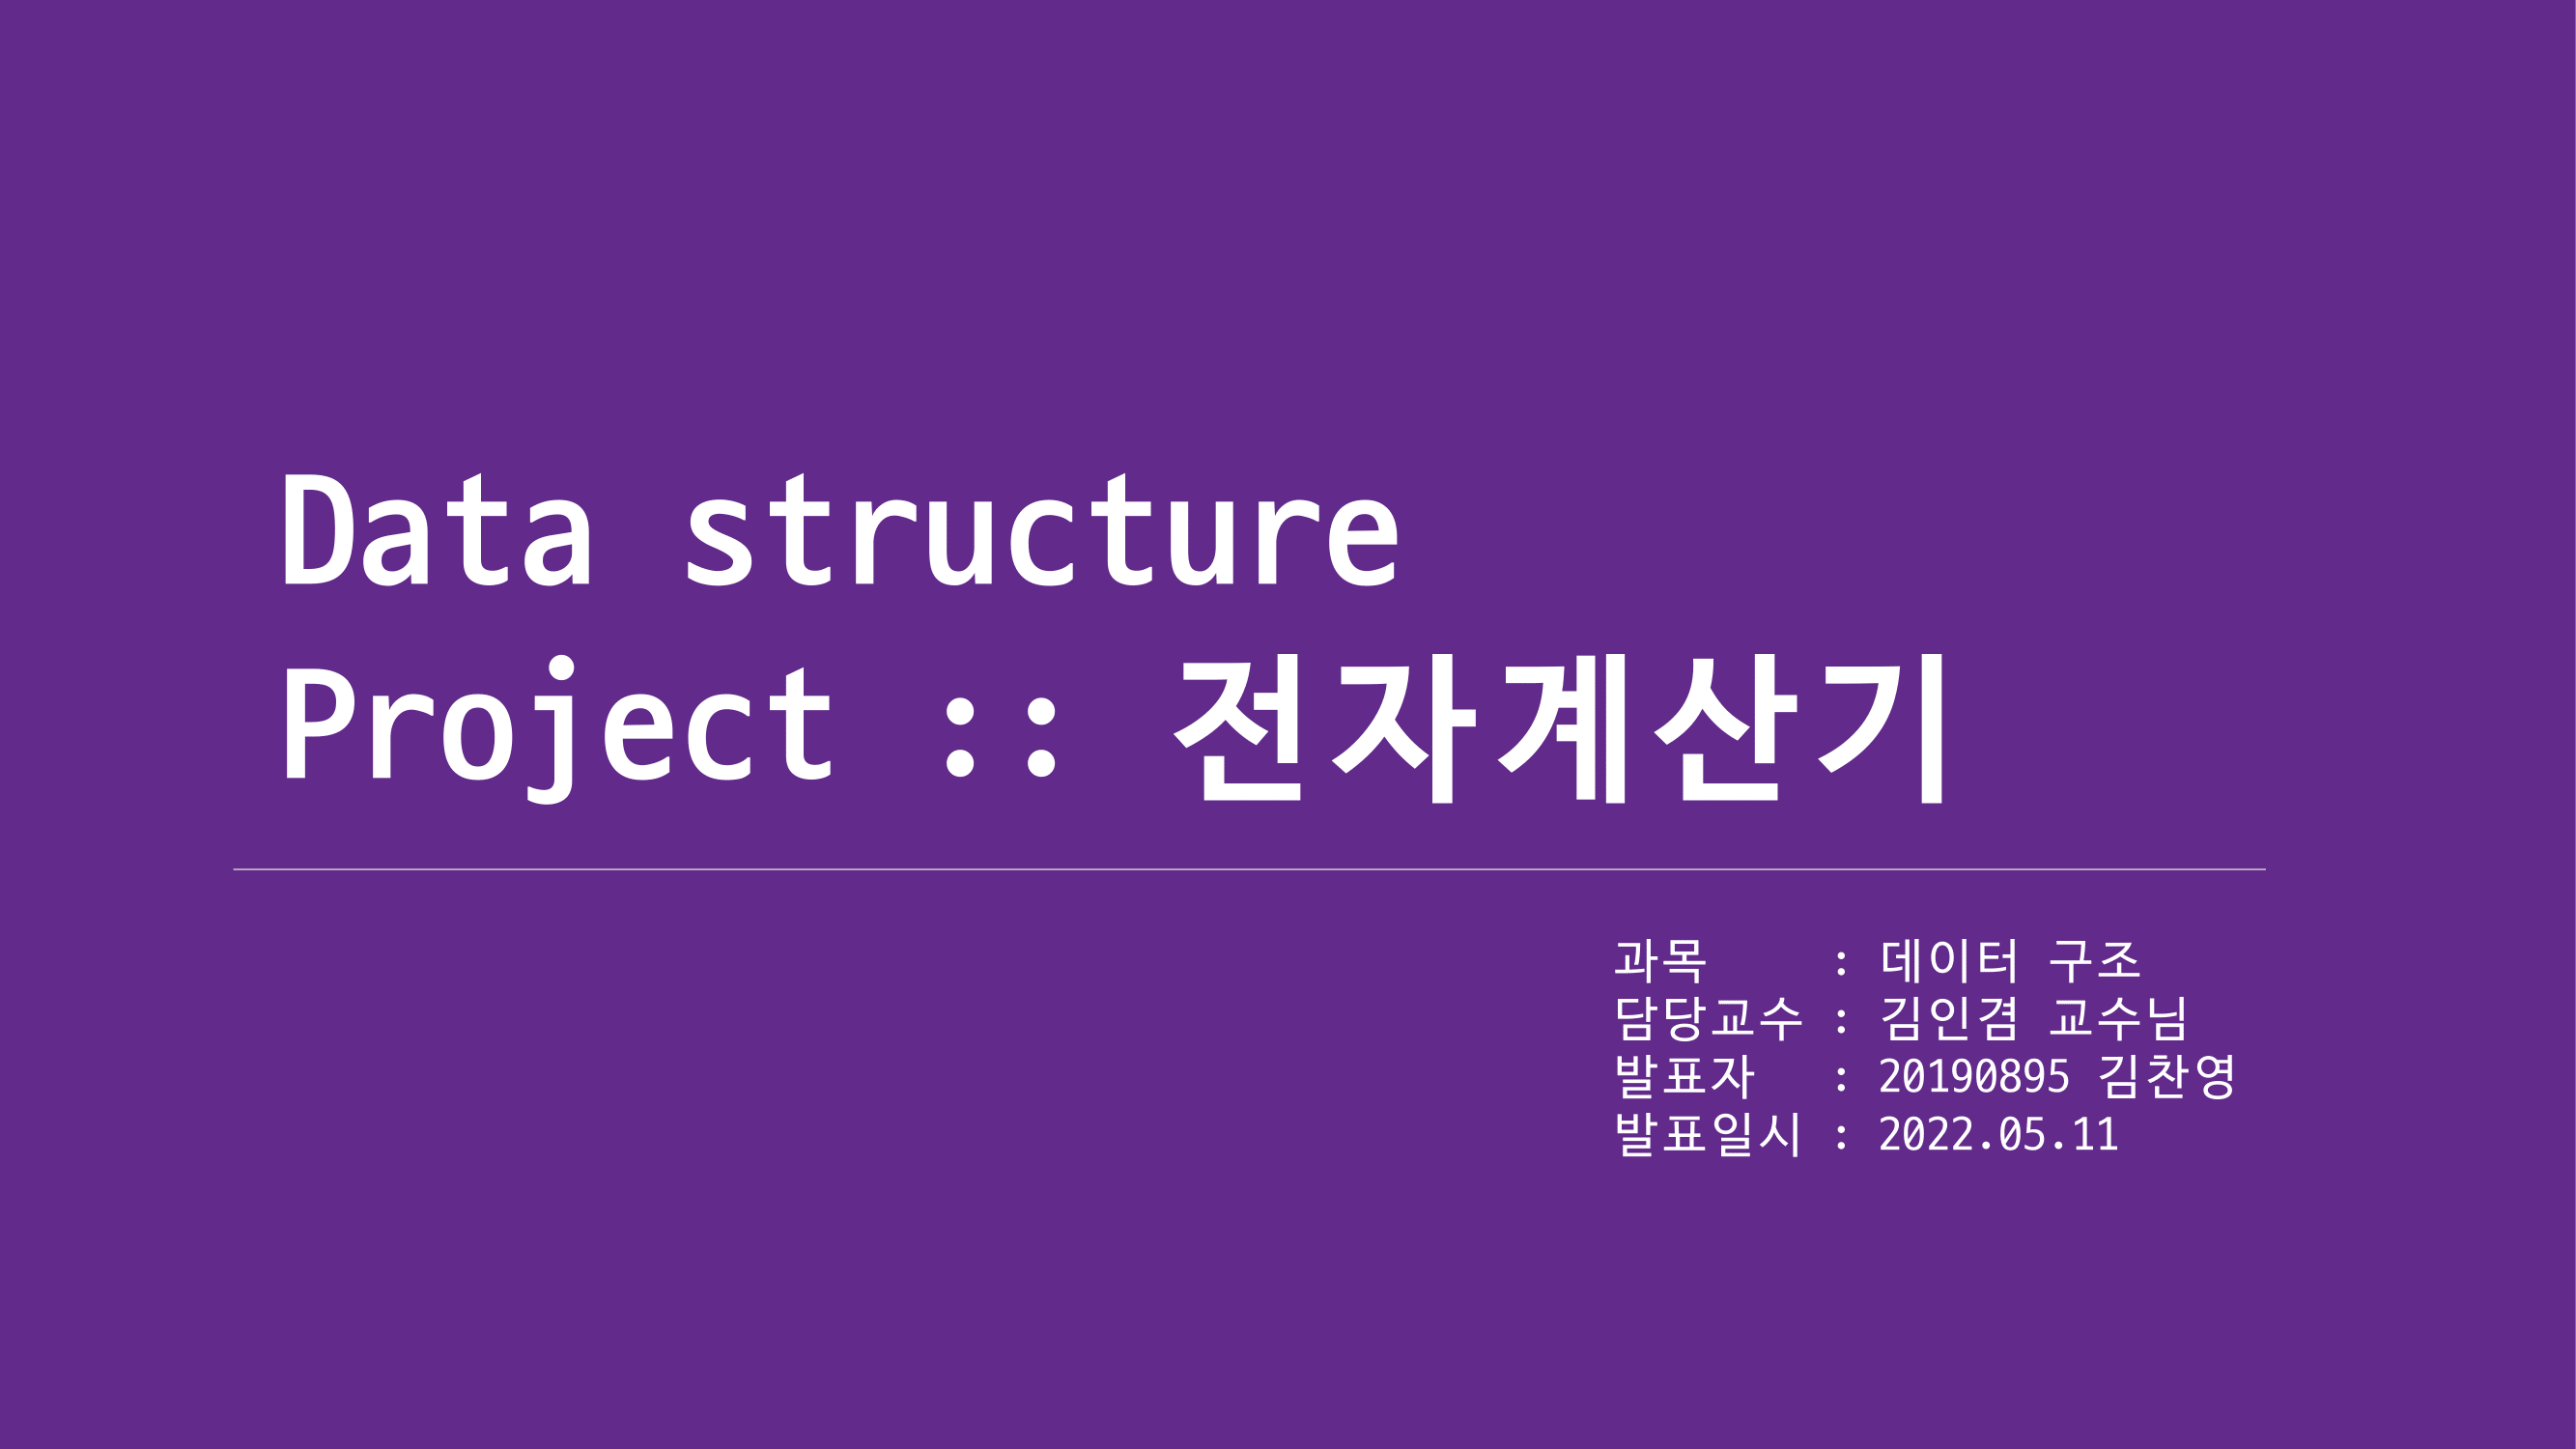 Data structure
Project :: 전자계산기
과목 : 데이터 구조
담당교수 : 김인겸 교수님
발표자 : 20190895 김찬영
발표일시 : 2022.05.11